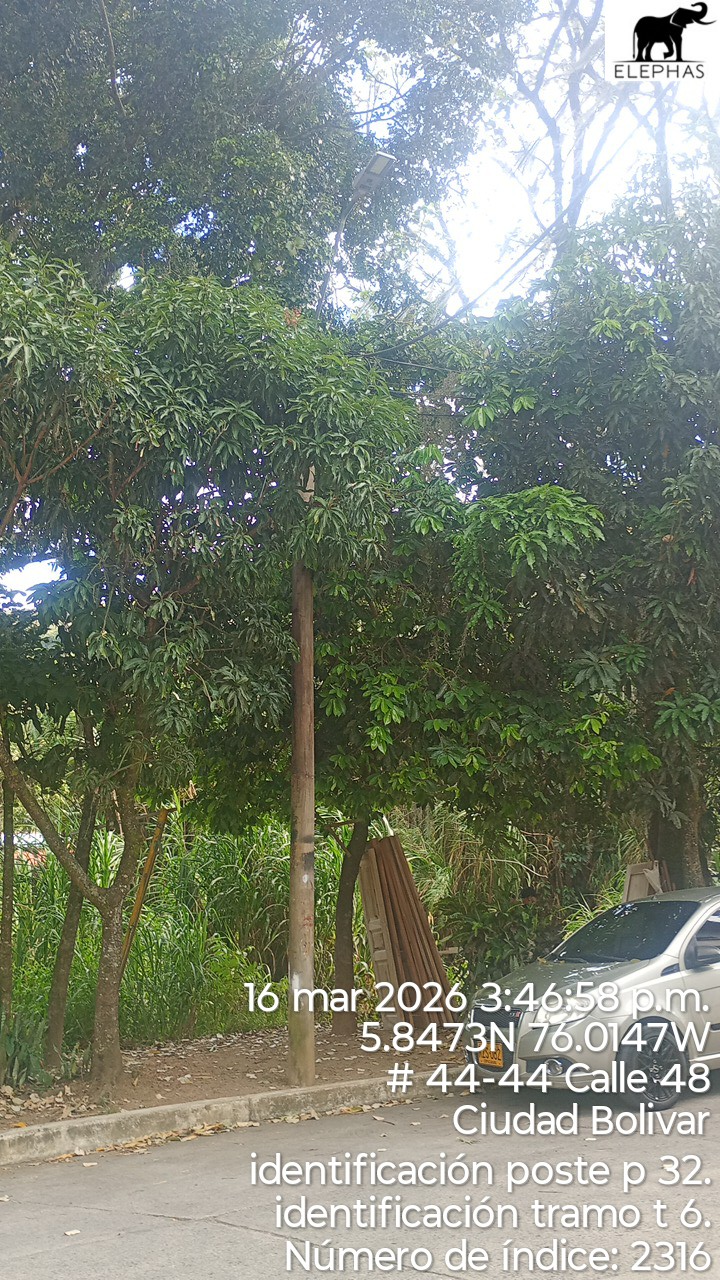 ELEPHAS
16 mar 2026 3:46:58 p.m.
5.8473N 76.0147W
# 44-44 Calle 48
Ciudad Bolivar
identificación poste p 32.
identificación tramo t 6.
Número de índice: 2316